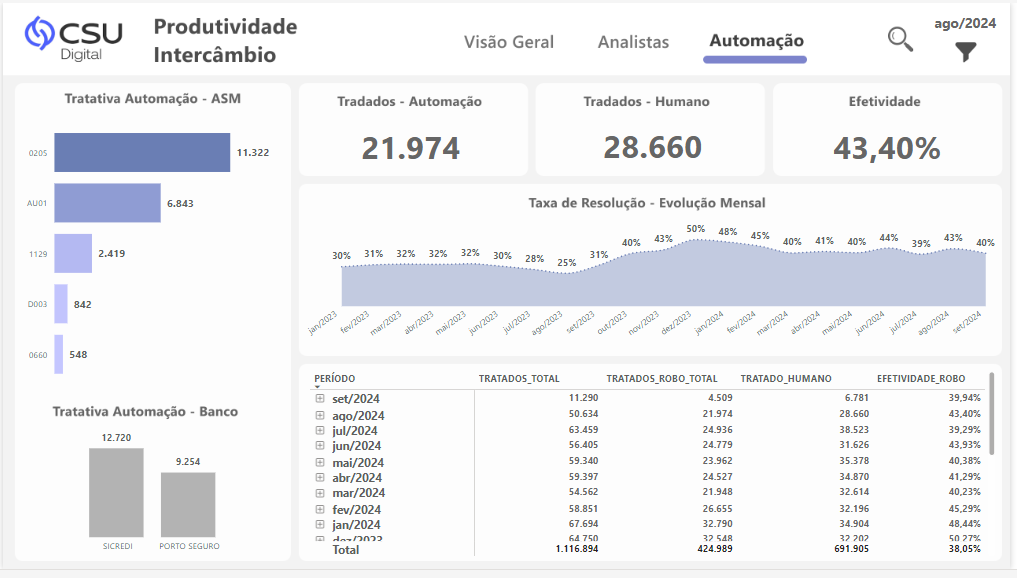 CSU
Digital
Produtividade
Intercâmbio
Visão Geral
Analistas
Automação
ago/2024
Tratativa Automação - ASM
0205 11.322
AU01 6.843
1129 2.419
D003 842
0660 548
Tratativa Automação - Banco
12.720
9.254
SICREDI
PORTO SEGURO
Tradados - Automação
21.974
Tradados - Humano
28.660
Efetividade
43,40%
Taxa de Resolução - Evolução Mensal
30% 31% 32% 32% 32% 30% 28% 25% 31% 40% 43% 50% 48% 45% 40% 41% 40% 44% 39% 43% 40%
jan/2023 fev/2023 mar/2023 abr/2023 mai/2023 jun/2023 jul/2023 ago/2023 set/2023 out/2023 nov/2023 dez/2023 jan/2024 fev/2024 mar/2024 abr/2024 mai/2024 jun/2024 jul/2024 ago/2024 set/2024
PERÍODO TRATADOS_TOTAL TRATADOS_ROBO_TOTAL TRATADO_HUMANO EFETIVIDADE_ROBO
set/2024 11.290 4.509 6.781 39,94%
ago/2024 50.634 21.974 28.660 43,40%
jul/2024 63.459 24.936 38.523 39,29%
jun/2024 56.405 24.779 31.626 43,93%
mai/2024 59.340 23.962 35.378 40,38%
abr/2024 59.397 24.527 34.870 41,29%
mar/2024 54.562 21.948 32.614 40,23%
fev/2024 58.851 26.655 32.196 45,29%
jan/2024 67.694 32.790 34.904 48,44%
dez/2023 64.750 32.548 32.202 50,27%
Total 1.116.894 424.989 691.905 38,05%